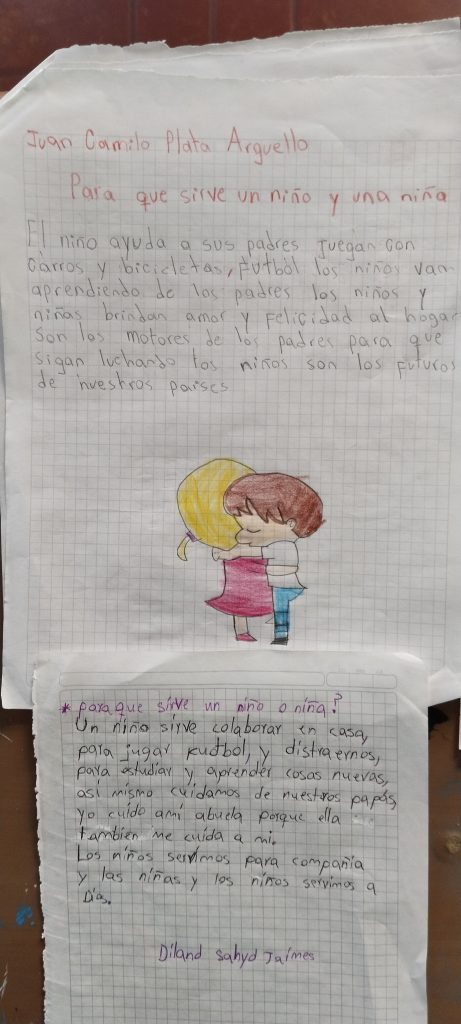 Juan Camilo Plata Arguello
Para que sirve un niño y una niña
El niño ayuda a sus padres Juegan con
carros y bicicletas, Futbol los niños van
aprendiendo de los padres los niños y
niñas brindan amor y Felicidad al hogar
son los motores de los padres para que
sigan luchando los niños son los Futuros
de nuestros paises
* para que sirve un niño o niña?
Un niño sirve colaborar en casa,
para jugar Fudbol, y distraernos,
para estudiar y aprender cosas nuevas,
asi mismo cuidamos de nuestros papás,
yo cuido ami abuela porque ella
tambien me cuida a mi.
Los niños servimos para compañia
y las niñas y los niños servimos a
Dios.
Diland Sahyd Jaimes